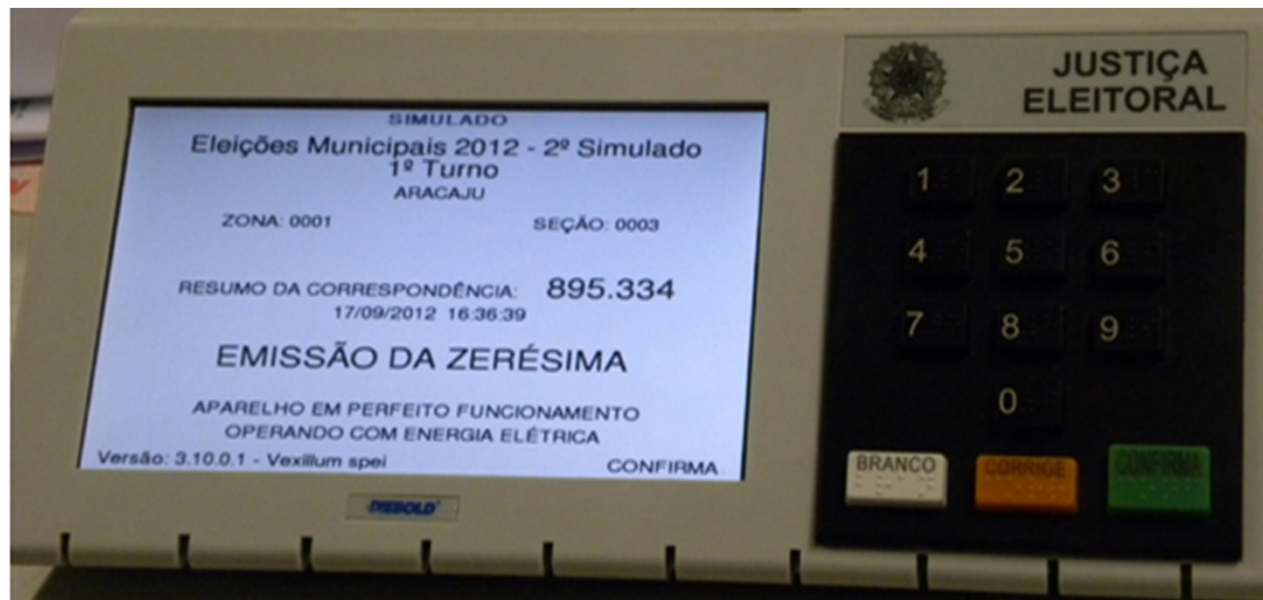 SIMULADO
Eleições Municipais 2012 - 2º Simulado
1º Turno
ARACAJU
ZONA: 0001 SEÇÃO: 0003
RESUMO DA CORRESPONDÊNCIA: 895.334
17/09/2012 16:36:39
EMISSÃO DA ZERÉSIMA
APARELHO EM PERFEITO FUNCIONAMENTO
OPERANDO COM ENERGIA ELÉTRICA
Versão: 3.10.0.1 - Vexillum spei CONFIRMA
DIEBOLD
JUSTIÇA
ELEITORAL
1 2 3
4 5 6
7 8 9
0
BRANCO CORRIGE CONFIRMA